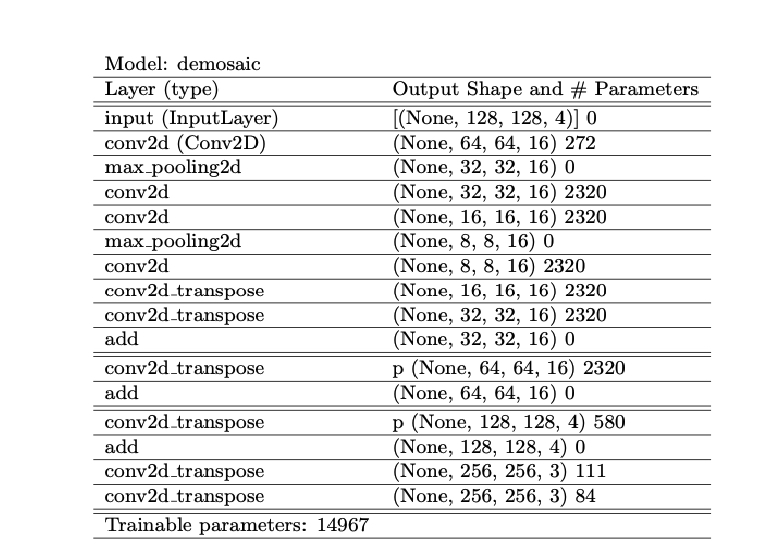 Model: demosaic
Layer (type) Output Shape and # Parameters
input (InputLayer) [(None, 128, 128, 4)] 0
conv2d (Conv2D) (None, 64, 64, 16) 272
max_pooling2d (None, 32, 32, 16) 0
conv2d (None, 32, 32, 16) 2320
conv2d (None, 16, 16, 16) 2320
max_pooling2d (None, 8, 8, 16) 0
conv2d (None, 8, 8, 16) 2320
conv2d_transpose (None, 16, 16, 16) 2320
conv2d_transpose (None, 32, 32, 16) 2320
add (None, 32, 32, 16) 0
conv2d_transpose p (None, 64, 64, 16) 2320
add (None, 64, 64, 16) 0
conv2d_transpose p (None, 128, 128, 4) 580
add (None, 128, 128, 4) 0
conv2d_transpose (None, 256, 256, 3) 111
conv2d_transpose (None, 256, 256, 3) 84
Trainable parameters: 14967